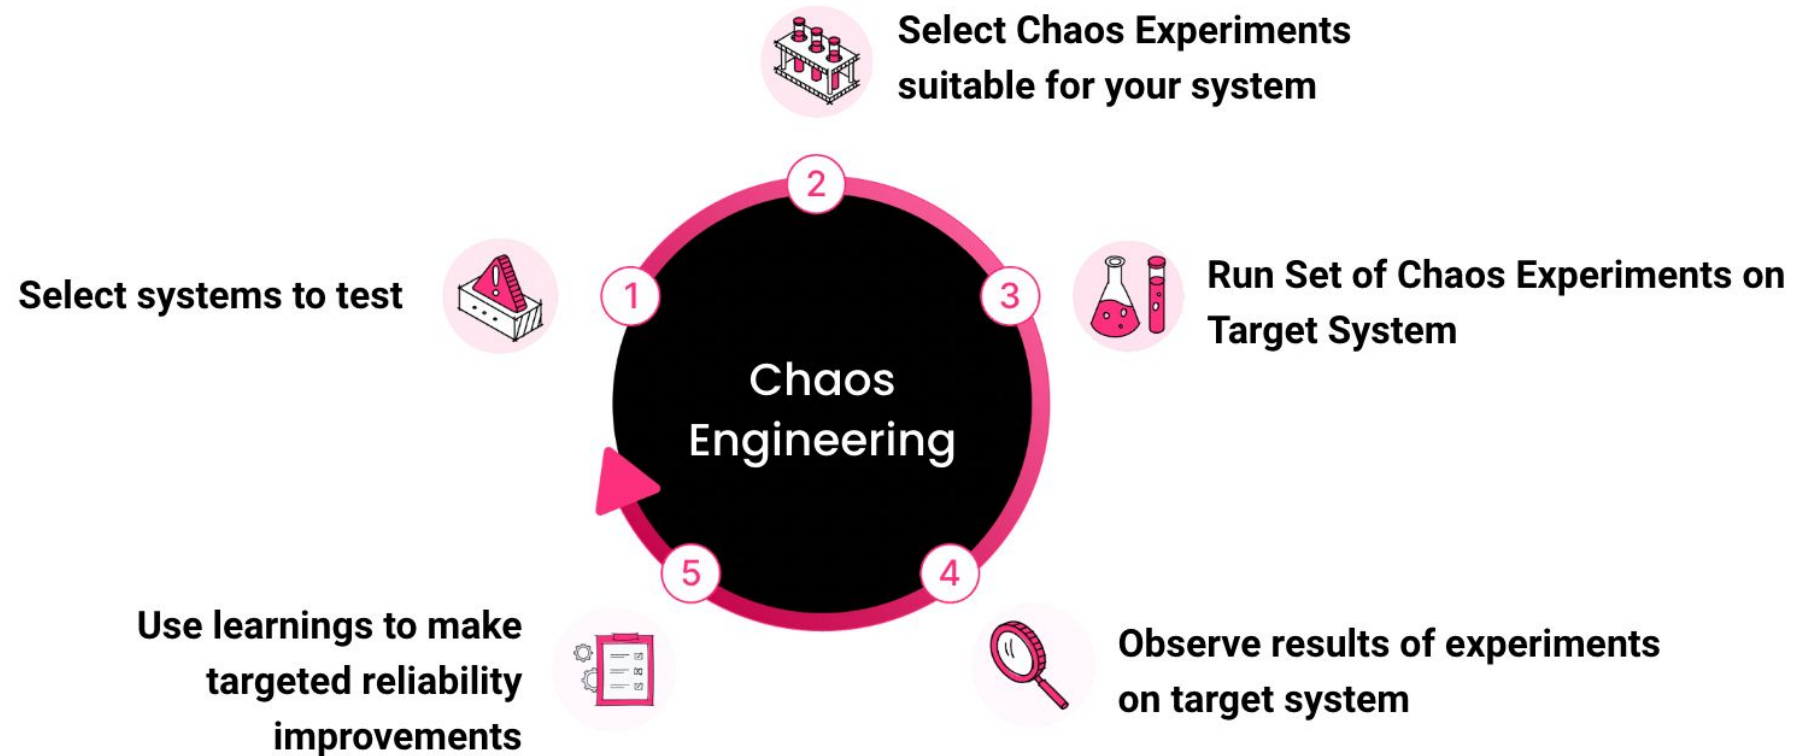 Select Chaos Experiments
suitable for your system
2
Select systems to test
1
3
Run Set of Chaos Experiments on
Target System
Chaos
Engineering
5
4
Use learnings to make
targeted reliability
improvements
Observe results of experiments
on target system